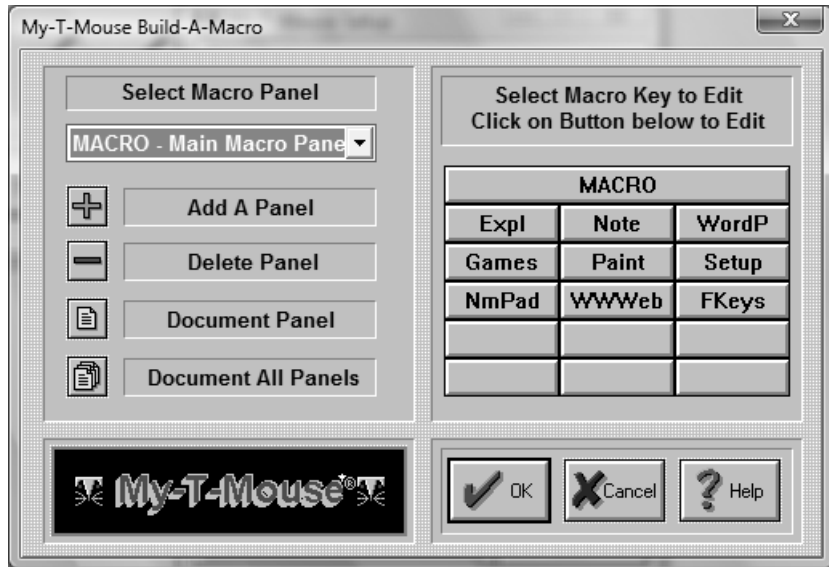 My-T-Mouse Build-A-Macro
Select Macro Panel
MACRO - Main Macro Pane
Add A Panel
Delete Panel
Document Panel
Document All Panels
Select Macro Key to Edit
Click on Button below to Edit
MACRO
Expl Note WordP
Games Paint Setup
NmPad WWWeb FKeys
My-T-Mouse®
OK Cancel Help